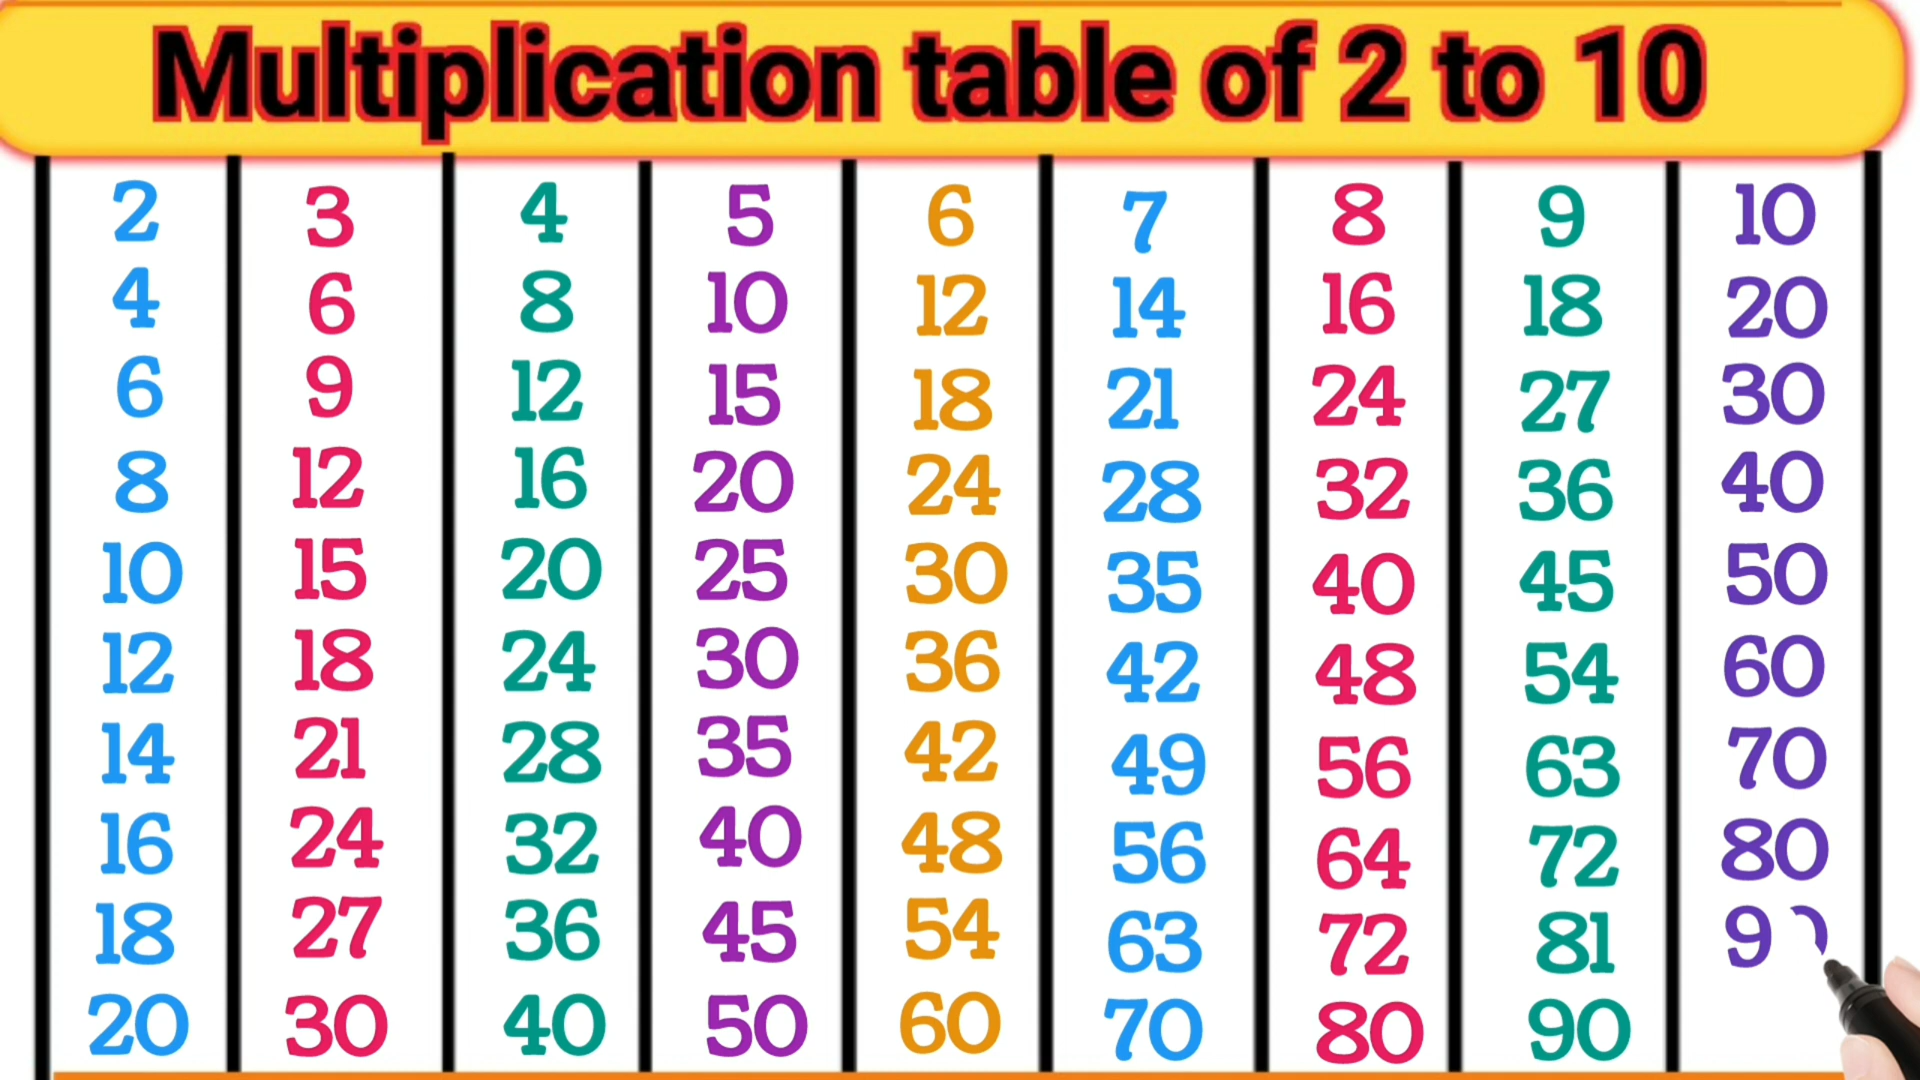 Multiplication table of 2 to 10
2 3 4 5 6 7 8 9 10
4 6 8 10 12 14 16 18 20
6 9 12 15 18 21 24 27 30
8 12 16 20 24 28 32 36 40
10 15 20 25 30 35 40 45 50
12 18 24 30 36 42 48 54 60
14 21 28 35 42 49 56 63 70
16 24 32 40 48 56 64 72 80
18 27 36 45 54 63 72 81 9
20 30 40 50 60 70 80 90